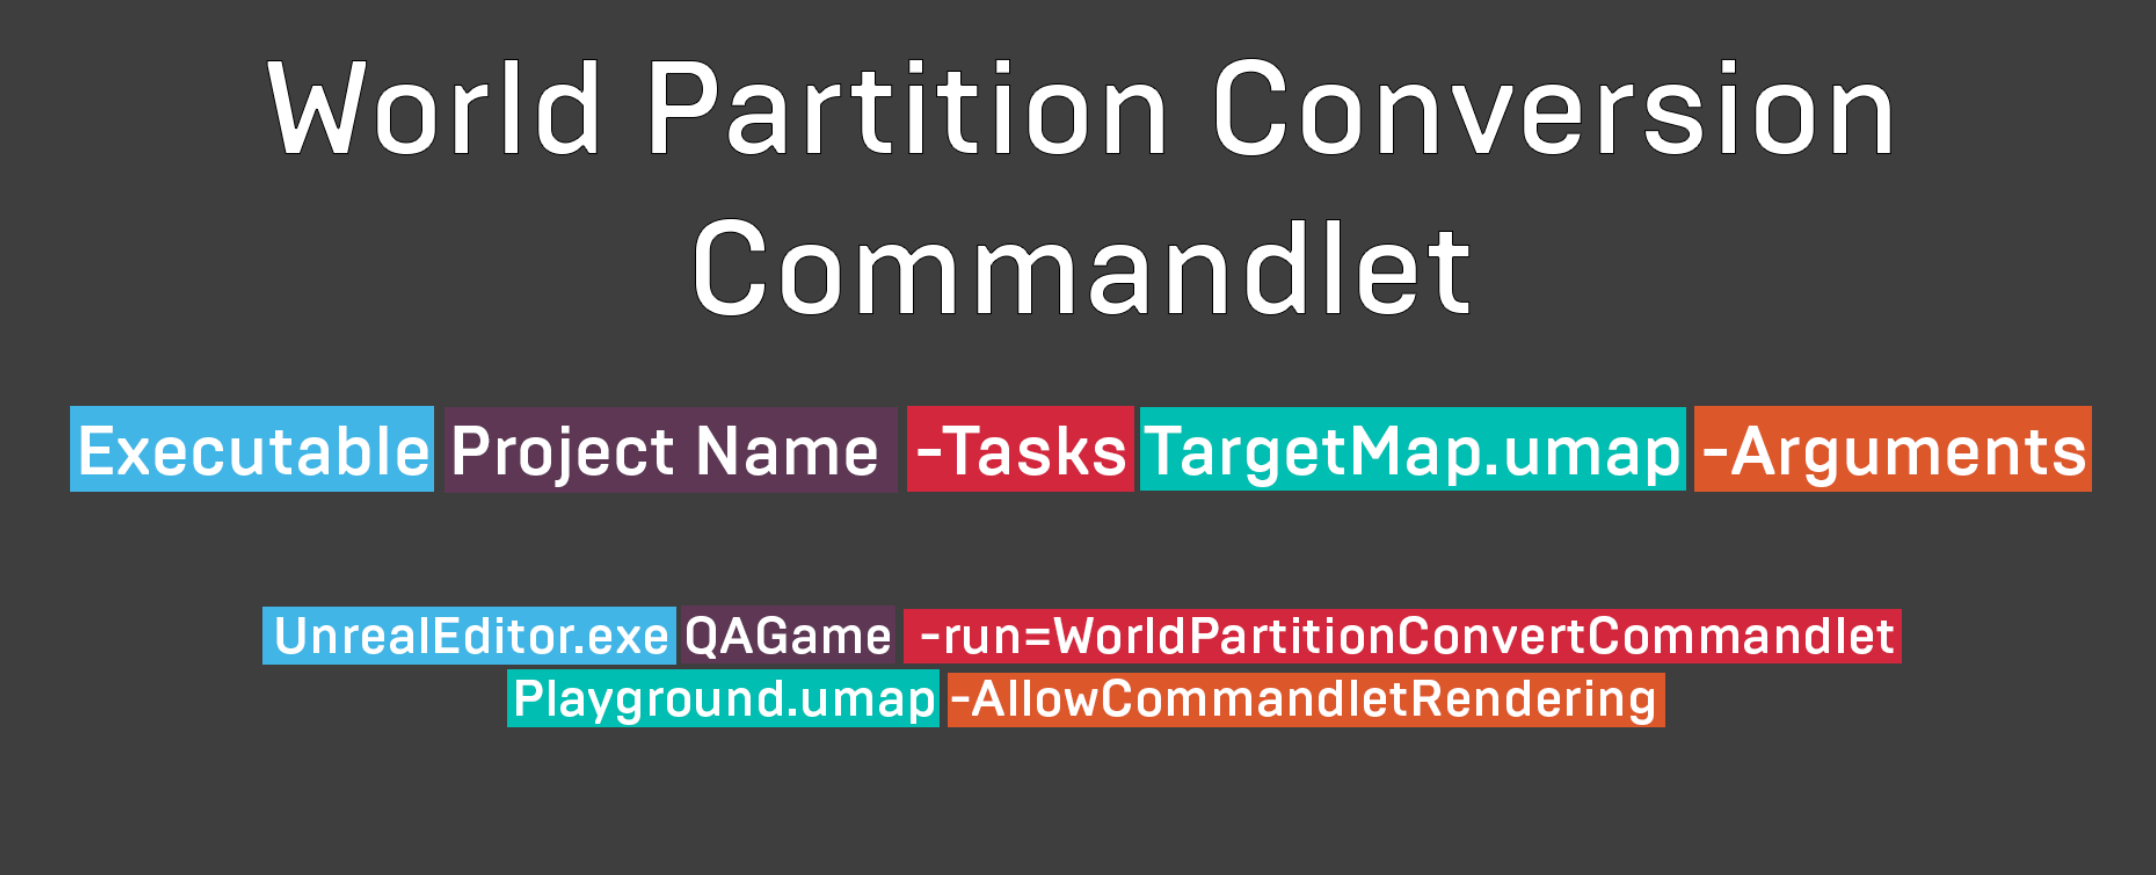 World Partition Conversion
Commandlet
Executable Project Name -Tasks TargetMap.umap -Arguments
UnrealEditor.exe QAGame -run=WorldPartitionConvertCommandlet
Playground.umap -AllowCommandletRendering